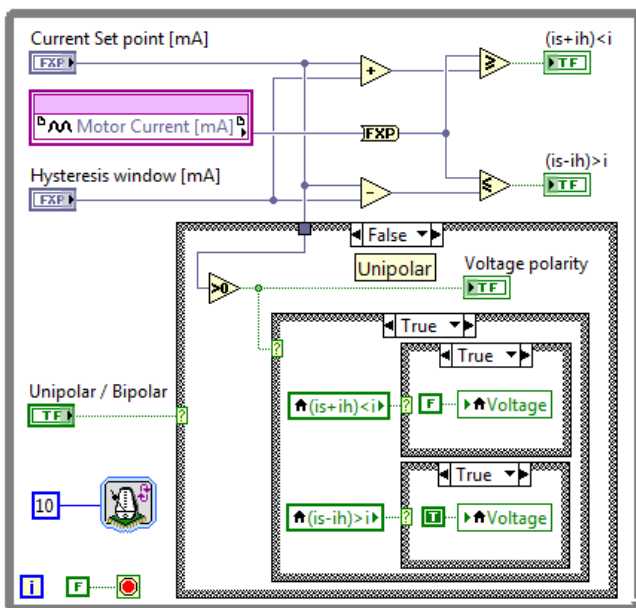 Current Set point [mA]
FXP
(is+ih)<i
TF
+
≥
Motor Current [mA]
FXP
(is-ih)>i
Hysteresis window [mA]
FXP
-
≤
TF
False
Unipolar
Voltage polarity
>0
TF
True
?
True
Unipolar / Bipolar
TF
?
(is+ih)<i
?
F
Voltage
True
10
(is-ih)>i
?
T
Voltage
i
F